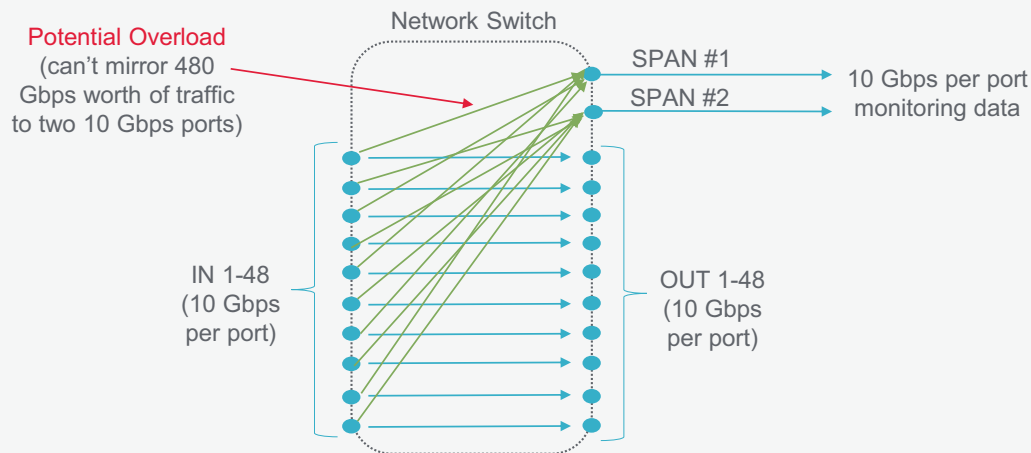 Network Switch
Potential Overload
(can't mirror 480
Gbps worth of traffic
to two 10 Gbps ports)
SPAN #1
SPAN #2
10 Gbps per port
monitoring data
IN 1-48
(10 Gbps
per port)
OUT 1-48
(10 Gbps
per port)